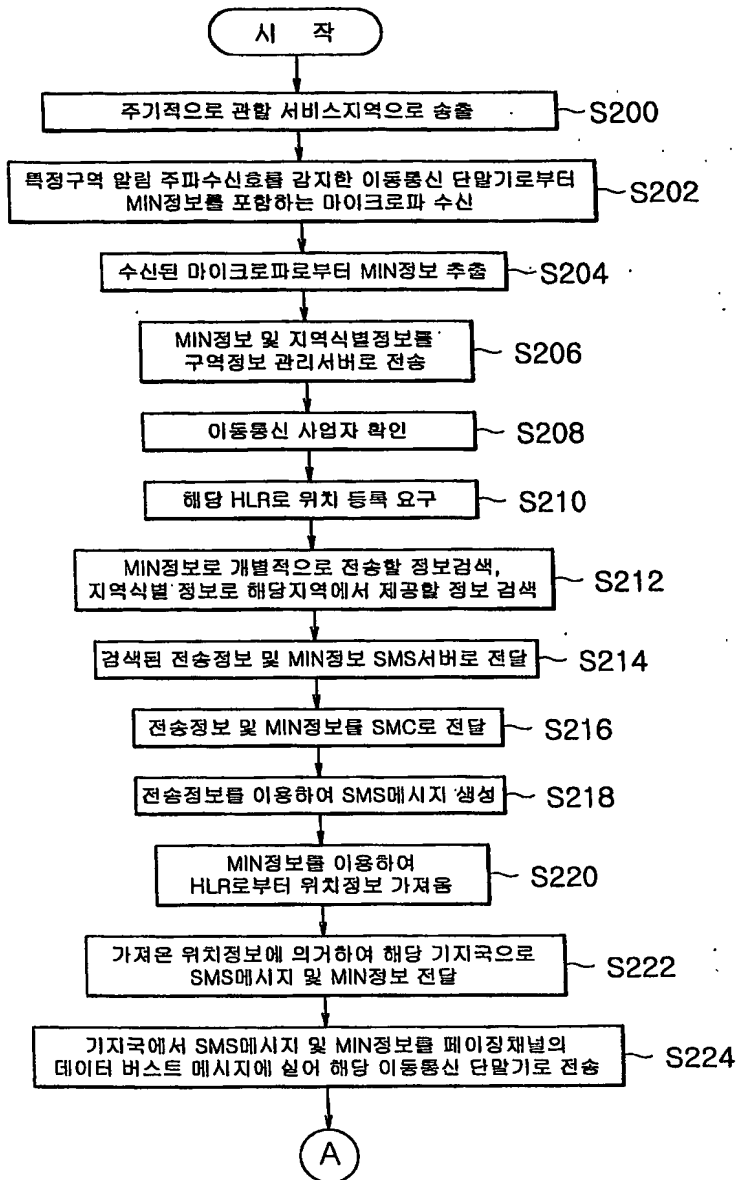 시 작
주기적으로 관할 서비스지역으로 송출
S200
특정구역 알림 주파수신호를 감지한 이동통신 단말기로부터
MIN정보를 포함하는 마이크로파 수신
S202
수신된 마이크로파로부터 MIN정보 추출
S204
MIN정보 및 지역식별정보를
구역정보 관리서버로 전송
S206
이동통신 사업자 확인
S208
해당 HLR로 위치 등록 요구
S210
MIN정보로 개별적으로 전송할 정보검색,
지역식별 정보로 해당지역에서 제공할 정보 검색
S212
검색된 전송정보 및 MIN정보 SMS서버로 전달
S214
전송정보 및 MIN정보를 SMC로 전달
S216
전송정보를 이용하여 SMS메시지 생성
S218
MIN정보를 이용하여
HLR로부터 위치정보 가져옴
S220
가져온 위치정보에 의거하여 해당 기지국으로
SMS메시지 및 MIN정보 전달
S222
기지국에서 SMS메시지 및 MIN정보를 페이징채널의
데이터 버스트 메시지에 실어 해당 이동통신 단말기로 전송
S224
A